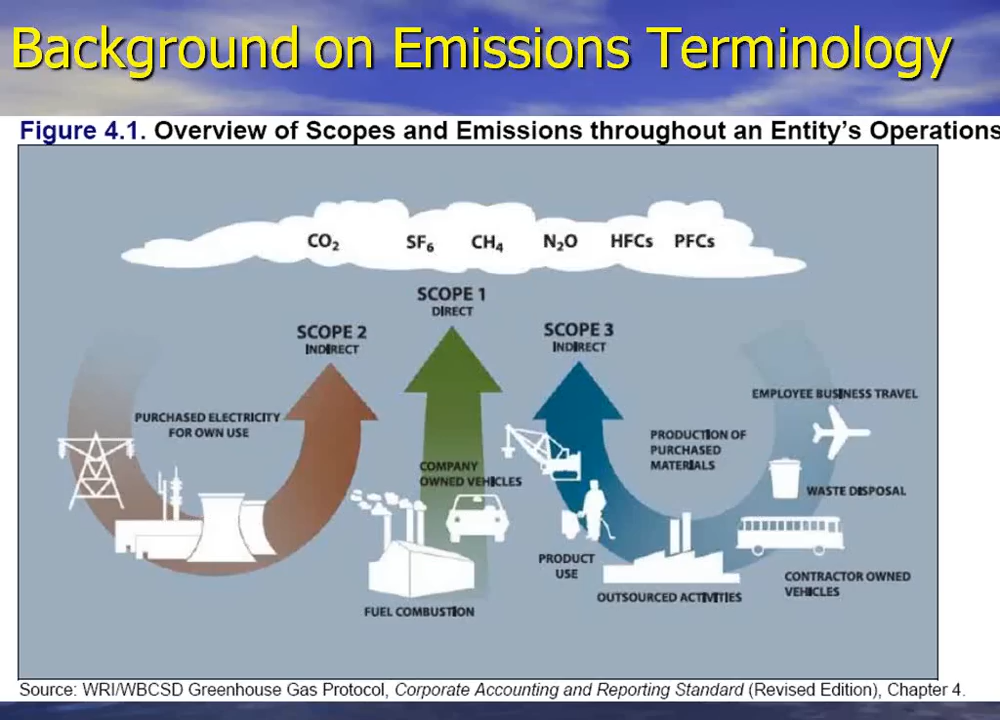 Background on Emissions Terminology
Figure 4.1. Overview of Scopes and Emissions throughout an Entity's Operations
CO₂ SF₆ CH₄ N₂O HFCs PFCs
SCOPE 1
DIRECT
SCOPE 2
INDIRECT
SCOPE 3
INDIRECT
PURCHASED ELECTRICITY
FOR OWN USE
COMPANY
OWNED VEHICLES
FUEL COMBUSTION
PRODUCT
USE
PRODUCTION OF
PURCHASED
MATERIALS
OUTSOURCED ACTIVITIES
EMPLOYEE BUSINESS TRAVEL
WASTE DISPOSAL
CONTRACTOR OWNED
VEHICLES
Source: WRI/WBCSD Greenhouse Gas Protocol, Corporate Accounting and Reporting Standard (Revised Edition), Chapter 4.